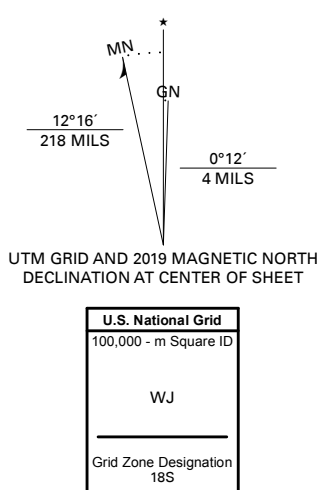 ★
MN
GN
12°16´
218 MILS
0°12´
4 MILS
UTM GRID AND 2019 MAGNETIC NORTH
DECLINATION AT CENTER OF SHEET
U.S. National Grid
100,000 - m Square ID
WJ
Grid Zone Designation
18S